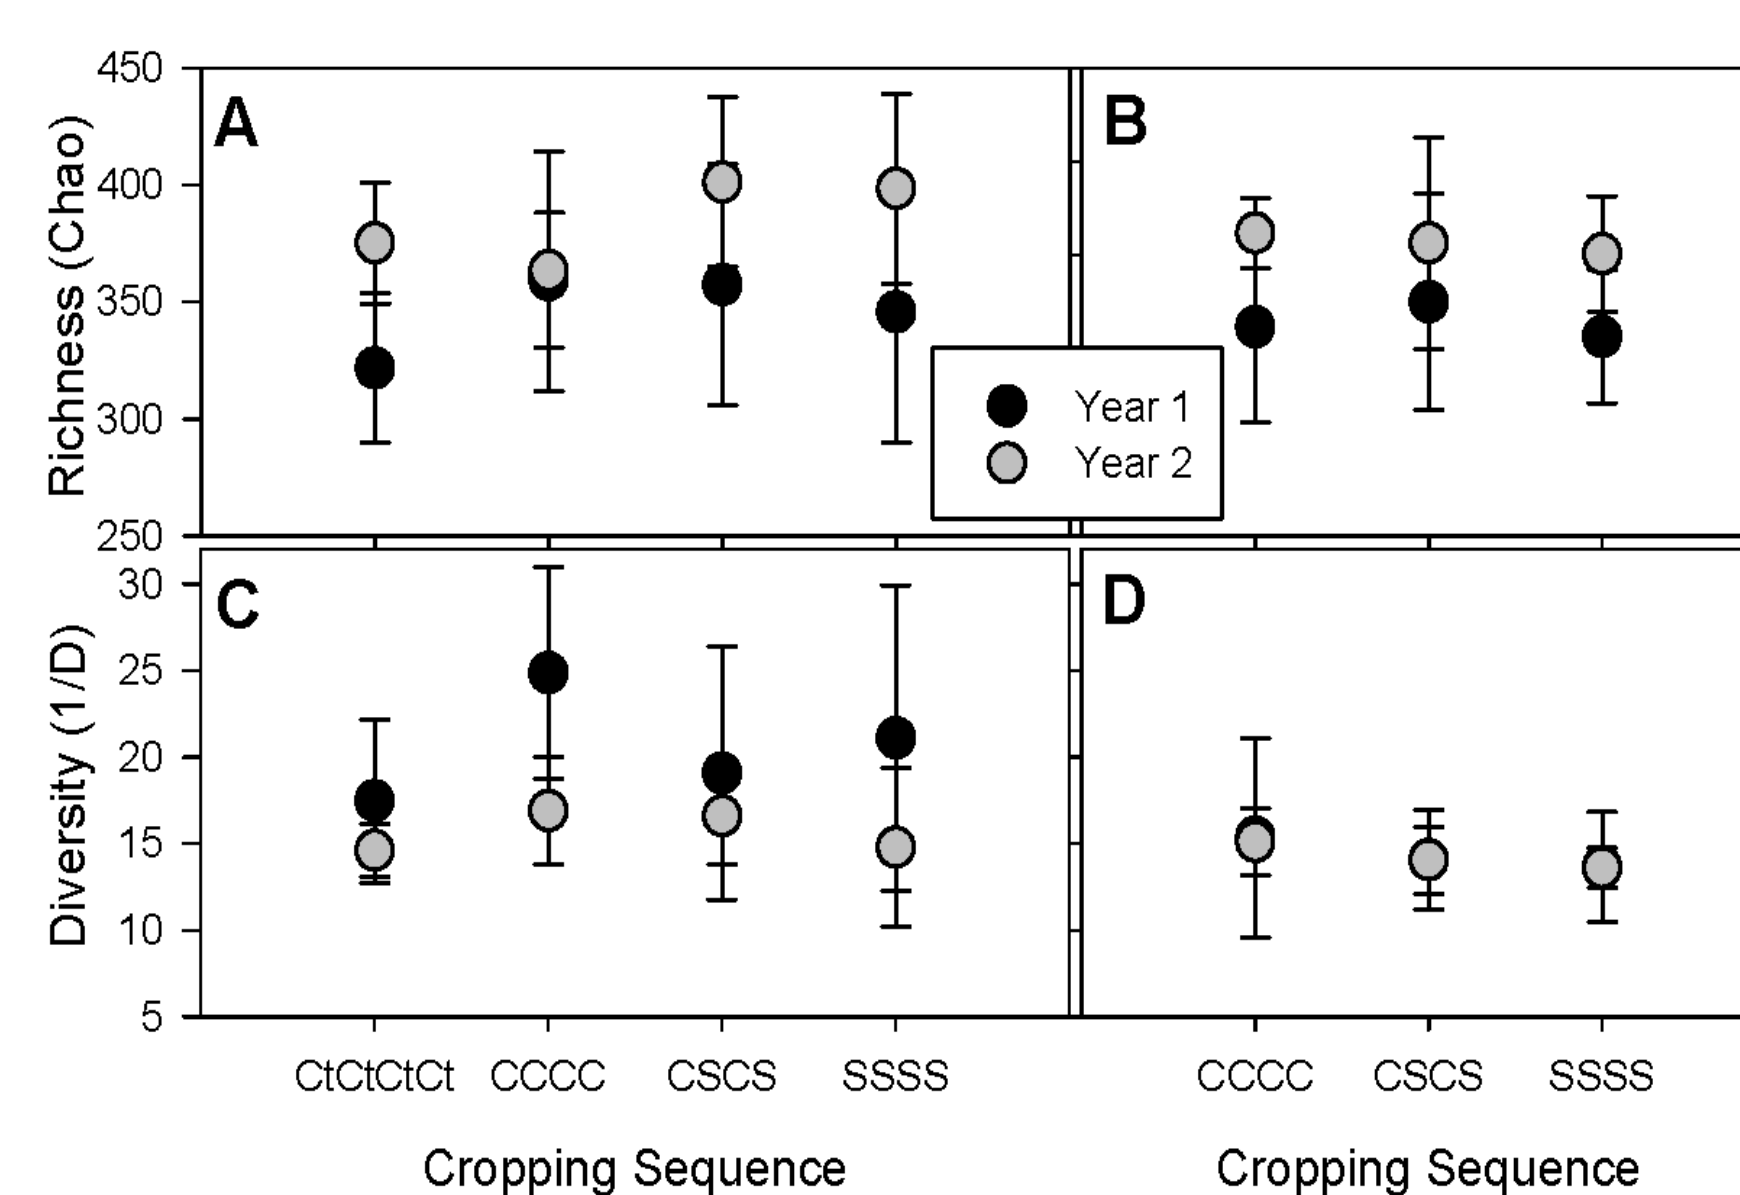 450
400
350
300
250
Richness (Chao)
A
B
Year 1
Year 2
30
25
20
15
10
5
Diversity (1/D)
C
D
CtCtCtCt CCCC CSCS SSSS
CCCC CSCS SSSS
Cropping Sequence
Cropping Sequence